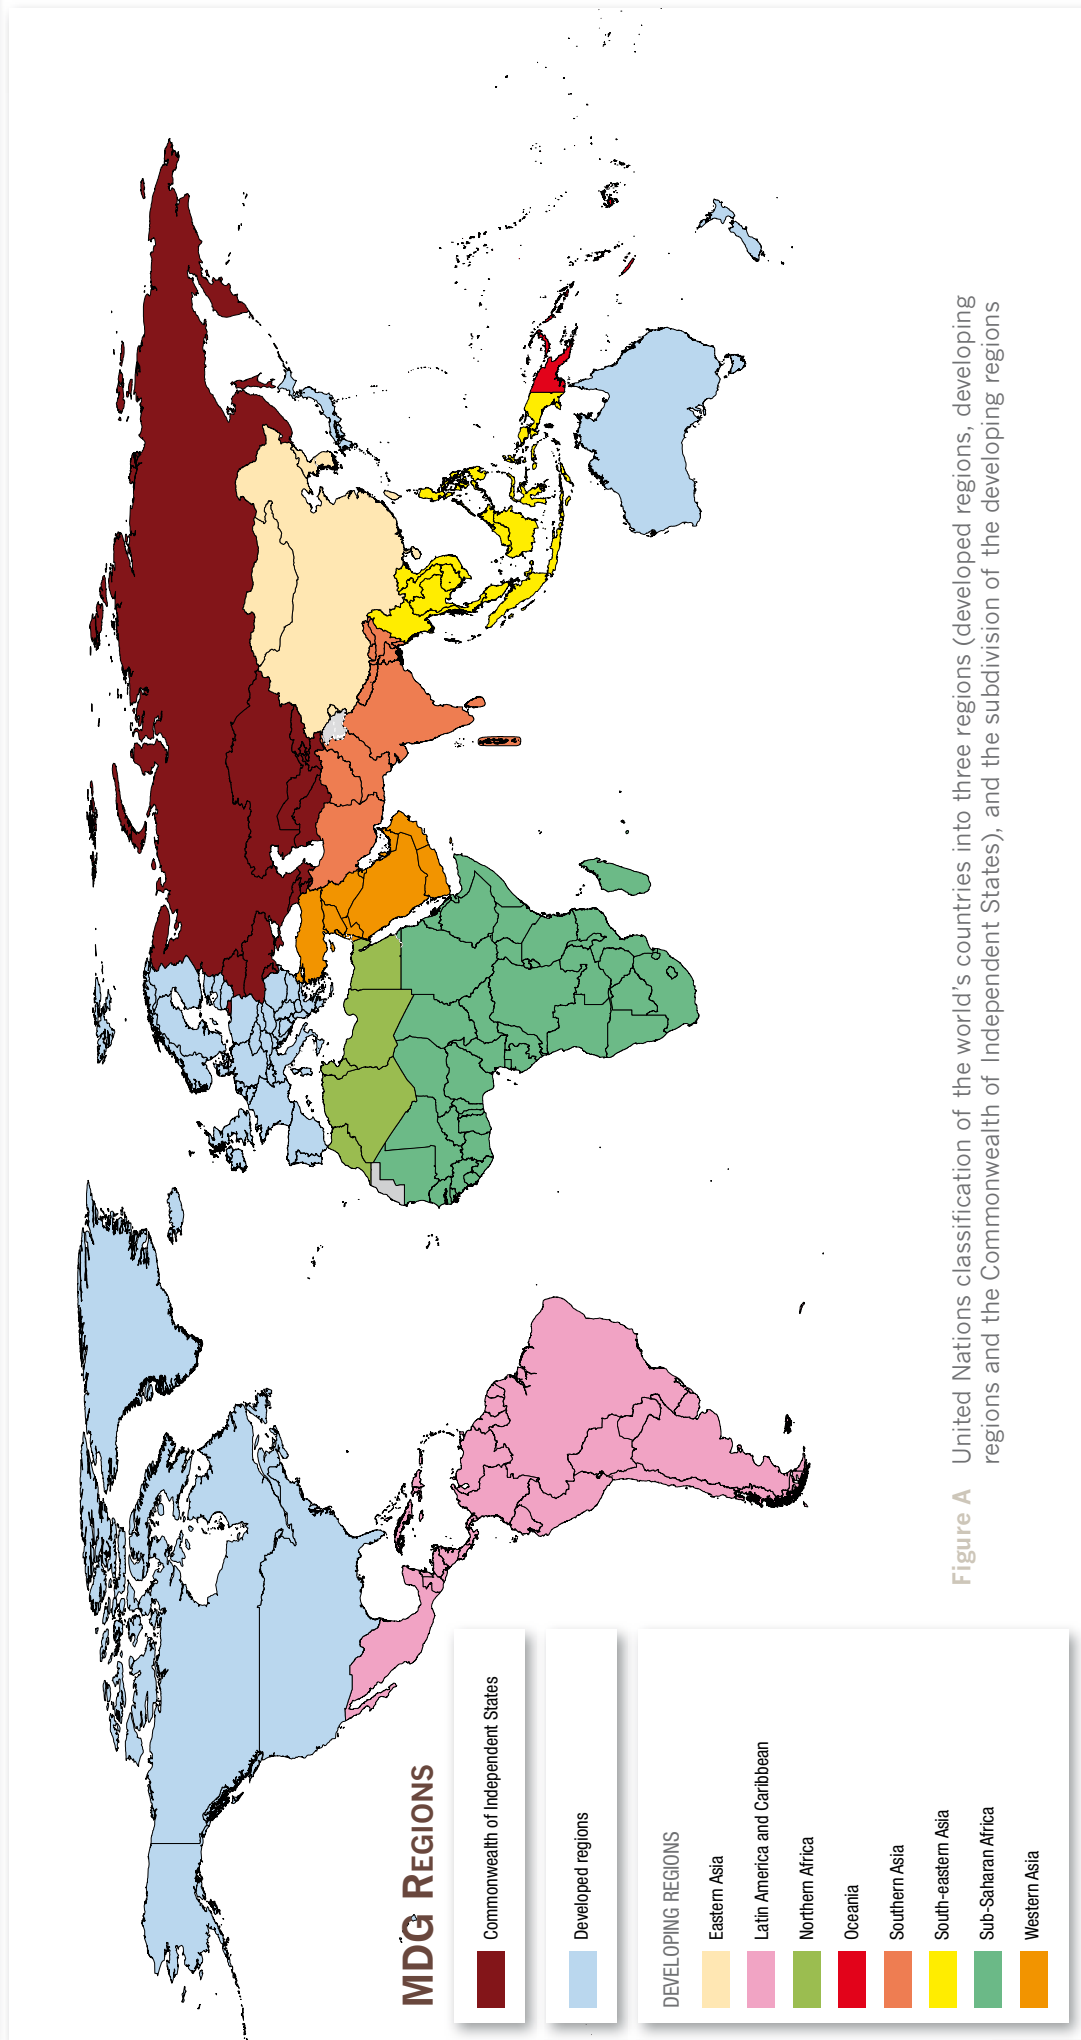 MDG REGIONS
Commonwealth of Independent States
Developed regions
DEVELOPING REGIONS
Eastern Asia
Latin America and Caribbean
Northern Africa
Oceania
Southern Asia
South-eastern Asia
Sub-Saharan Africa
Western Asia
Figure A United Nations classification of the world's countries into three regions (developed regions, developing
regions and the Commonwealth of Independent States), and the subdivision of the developing regions